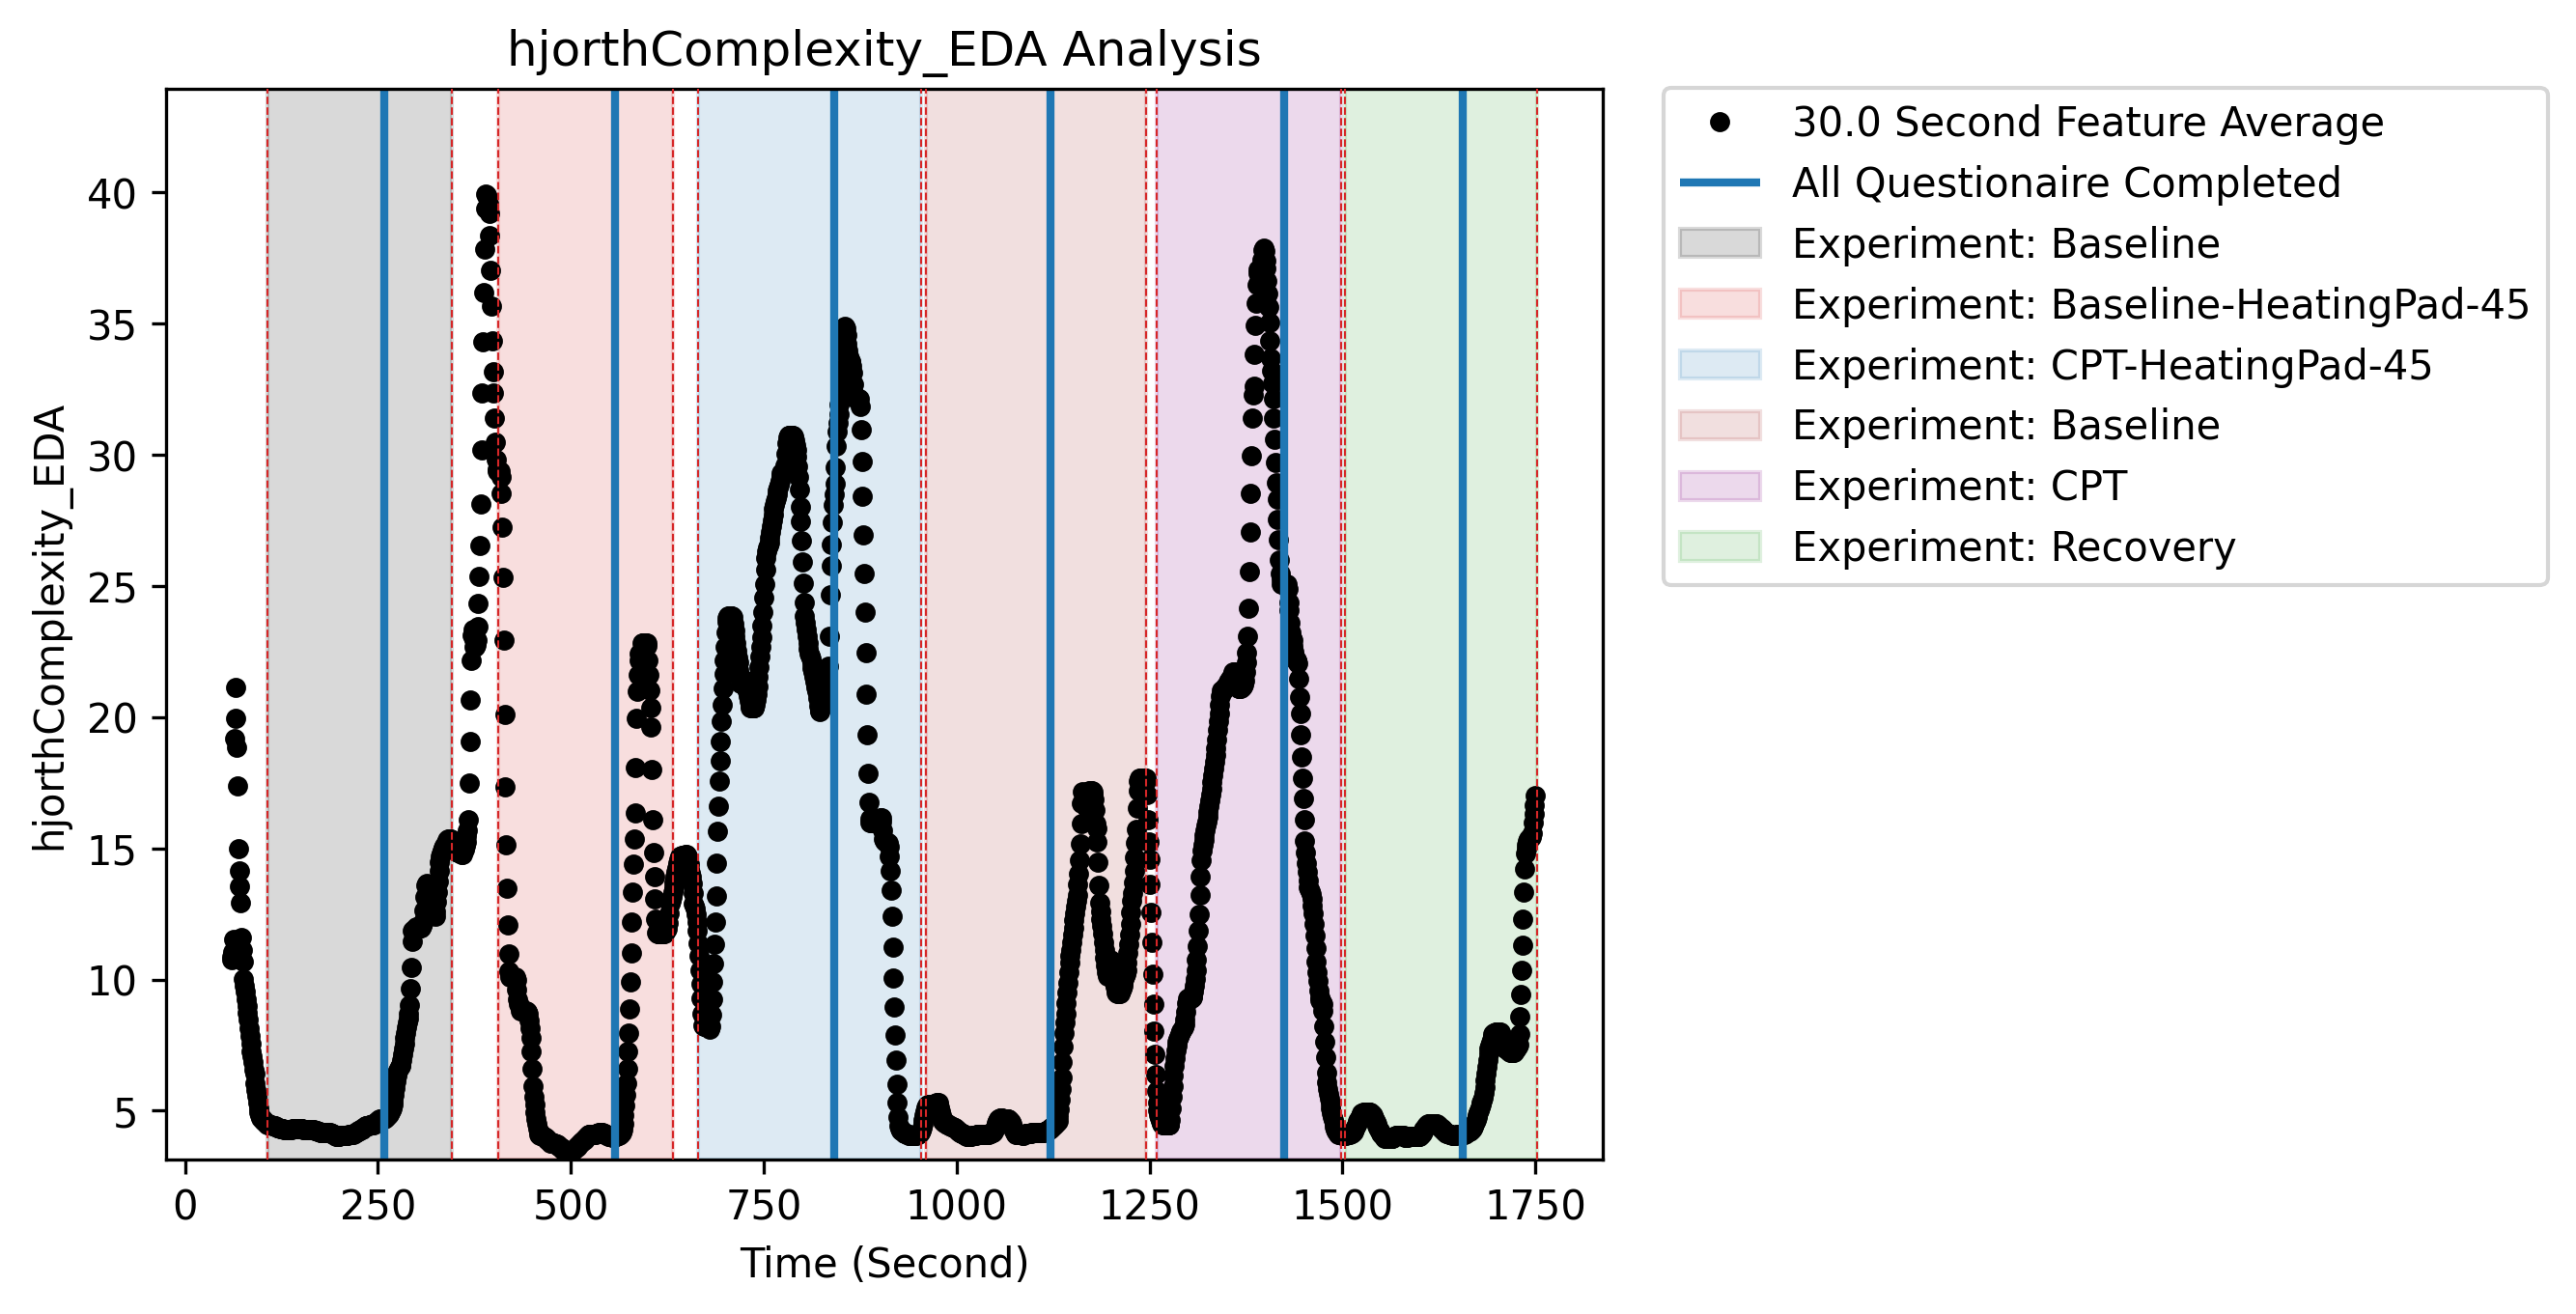 hjorthComplexity_EDA Analysis
hjorthComplexity_EDA
40
35
30
25
20
15
10
5
0 250 500 750 1000 1250 1500 1750
Time (Second)
30.0 Second Feature Average
All Questionaire Completed
Experiment: Baseline
Experiment: Baseline-HeatingPad-45
Experiment: CPT-HeatingPad-45
Experiment: Baseline
Experiment: CPT
Experiment: Recovery